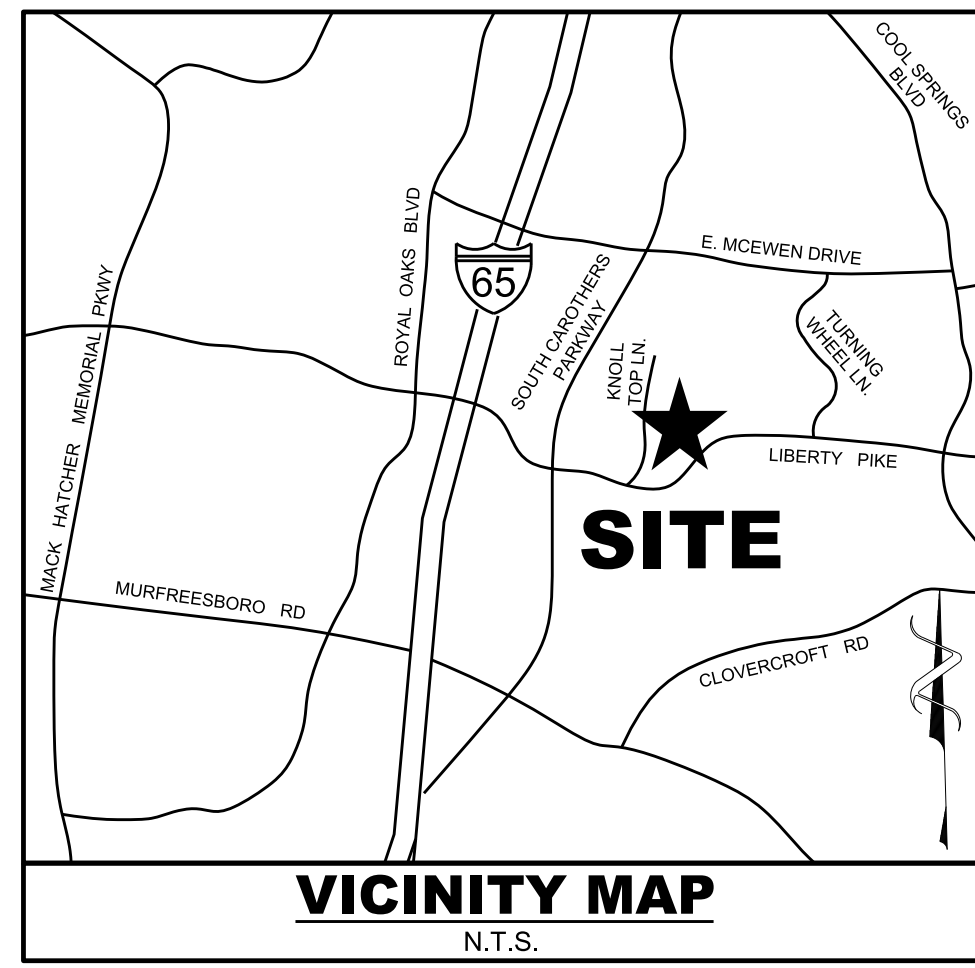 COOL SPRINGS
BLVD
ROYAL OAKS BLVD
E. MCEWEN DRIVE
65
MACK HATCHER MEMORIAL PKWY
SOUTH CAROTHERS
PARKWAY
TURNING
WHEEL LN.
KNOLL
TOP LN.
LIBERTY PIKE
SITE
MURFREESBORO RD
CLOVERCROFT RD
N
VICINITY MAP
N.T.S.